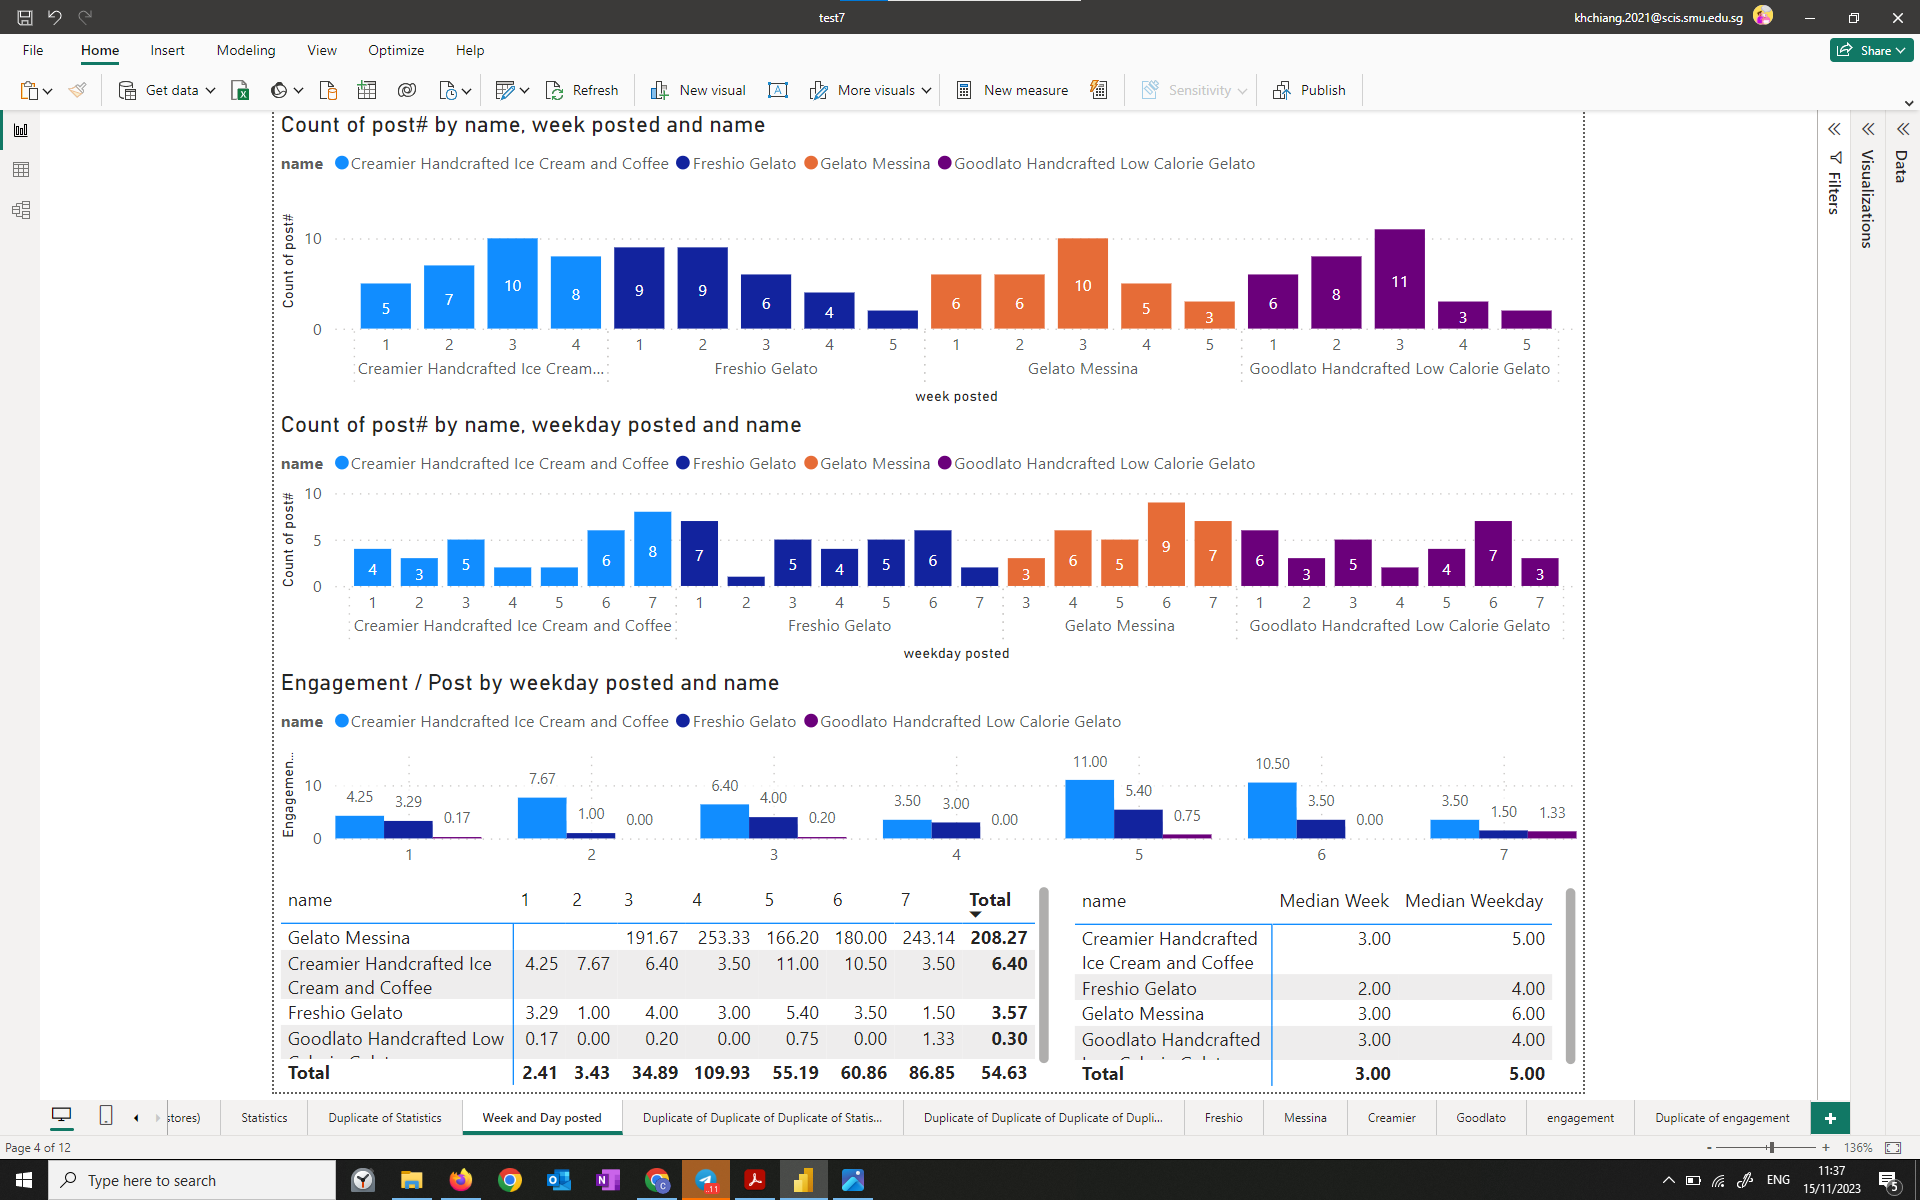 test7
khchiang.2021@scis.smu.edu.sg
File Home Insert Modeling View Optimize Help
Share
Get data
Refresh
New visual
More visuals
New measure
Sensitivity
Publish
Count of post# by name, week posted and name
name Creamier Handcrafted Ice Cream and Coffee Freshio Gelato Gelato Messina Goodlato Handcrafted Low Calorie Gelato
Count of post#
10
0
5 7 10 8 9 9 6 4 6 6 10 5 3 6 8 11 3
1 2 3 4 1 2 3 4 5 1 2 3 4 5 1 2 3 4 5
Creamier Handcrafted Ice Cream... Freshio Gelato Gelato Messina Goodlato Handcrafted Low Calorie Gelato
week posted
Count of post# by name, weekday posted and name
name Creamier Handcrafted Ice Cream and Coffee Freshio Gelato Gelato Messina Goodlato Handcrafted Low Calorie Gelato
Count of post#
10
5
0
4 3 5 6 8 7 5 4 5 6 3 6 5 9 7 6 3 5 4 7 3
1 2 3 4 5 6 7 1 2 3 4 5 6 7 3 4 5 6 7 1 2 3 4 5 6 7
Creamier Handcrafted Ice Cream and Coffee Freshio Gelato Gelato Messina Goodlato Handcrafted Low Calorie Gelato
weekday posted
Engagement / Post by weekday posted and name
name Creamier Handcrafted Ice Cream and Coffee Freshio Gelato Goodlato Handcrafted Low Calorie Gelato
Engagemen...
10
0
4.25 3.29 0.17 7.67 1.00 0.00 6.40 4.00 0.20 3.50 3.00 0.00 11.00 5.40 0.75 10.50 3.50 0.00 3.50 1.50 1.33
1 2 3 4 5 6 7
name 1 2 3 4 5 6 7 Total
Gelato Messina 191.67 253.33 166.20 180.00 243.14 208.27
Creamier Handcrafted Ice 4.25 7.67 6.40 3.50 11.00 10.50 3.50 6.40
Cream and Coffee
Freshio Gelato 3.29 1.00 4.00 3.00 5.40 3.50 1.50 3.57
Goodlato Handcrafted Low 0.17 0.00 0.20 0.00 0.75 0.00 1.33 0.30
Total 2.41 3.43 34.89 109.93 55.19 60.86 86.85 54.63
name Median Week Median Weekday
Creamier Handcrafted 3.00 5.00
Ice Cream and Coffee
Freshio Gelato 2.00 4.00
Gelato Messina 3.00 6.00
Goodlato Handcrafted 3.00 4.00
Total 3.00 5.00
Filters
Visualizations
Data
stores) Statistics Duplicate of Statistics Week and Day posted Duplicate of Duplicate of Duplicate of Statis... Duplicate of Duplicate of Duplicate of Dupli... Freshio Messina Creamier Goodlato engagement Duplicate of engagement
Page 4 of 12
- + 136%
Type here to search
11
ENG
11:37
15/11/2023
5